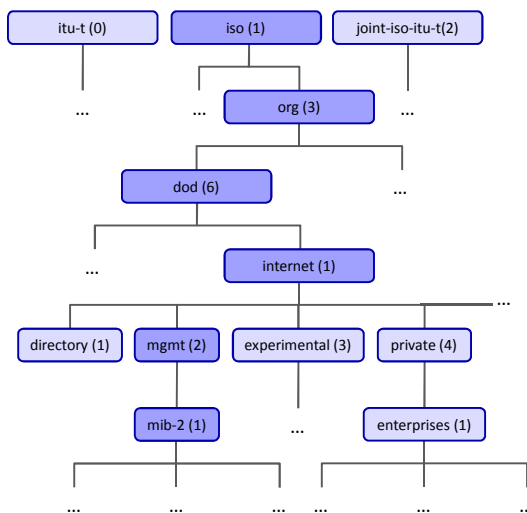 itu-t (0)
iso (1)
joint-iso-itu-t(2)
...
...
org (3)
...
dod (6)
...
...
internet (1)
...
directory (1)
mgmt (2)
experimental (3)
private (4)
mib-2 (1)
...
enterprises (1)
...
...
...
...
...
...